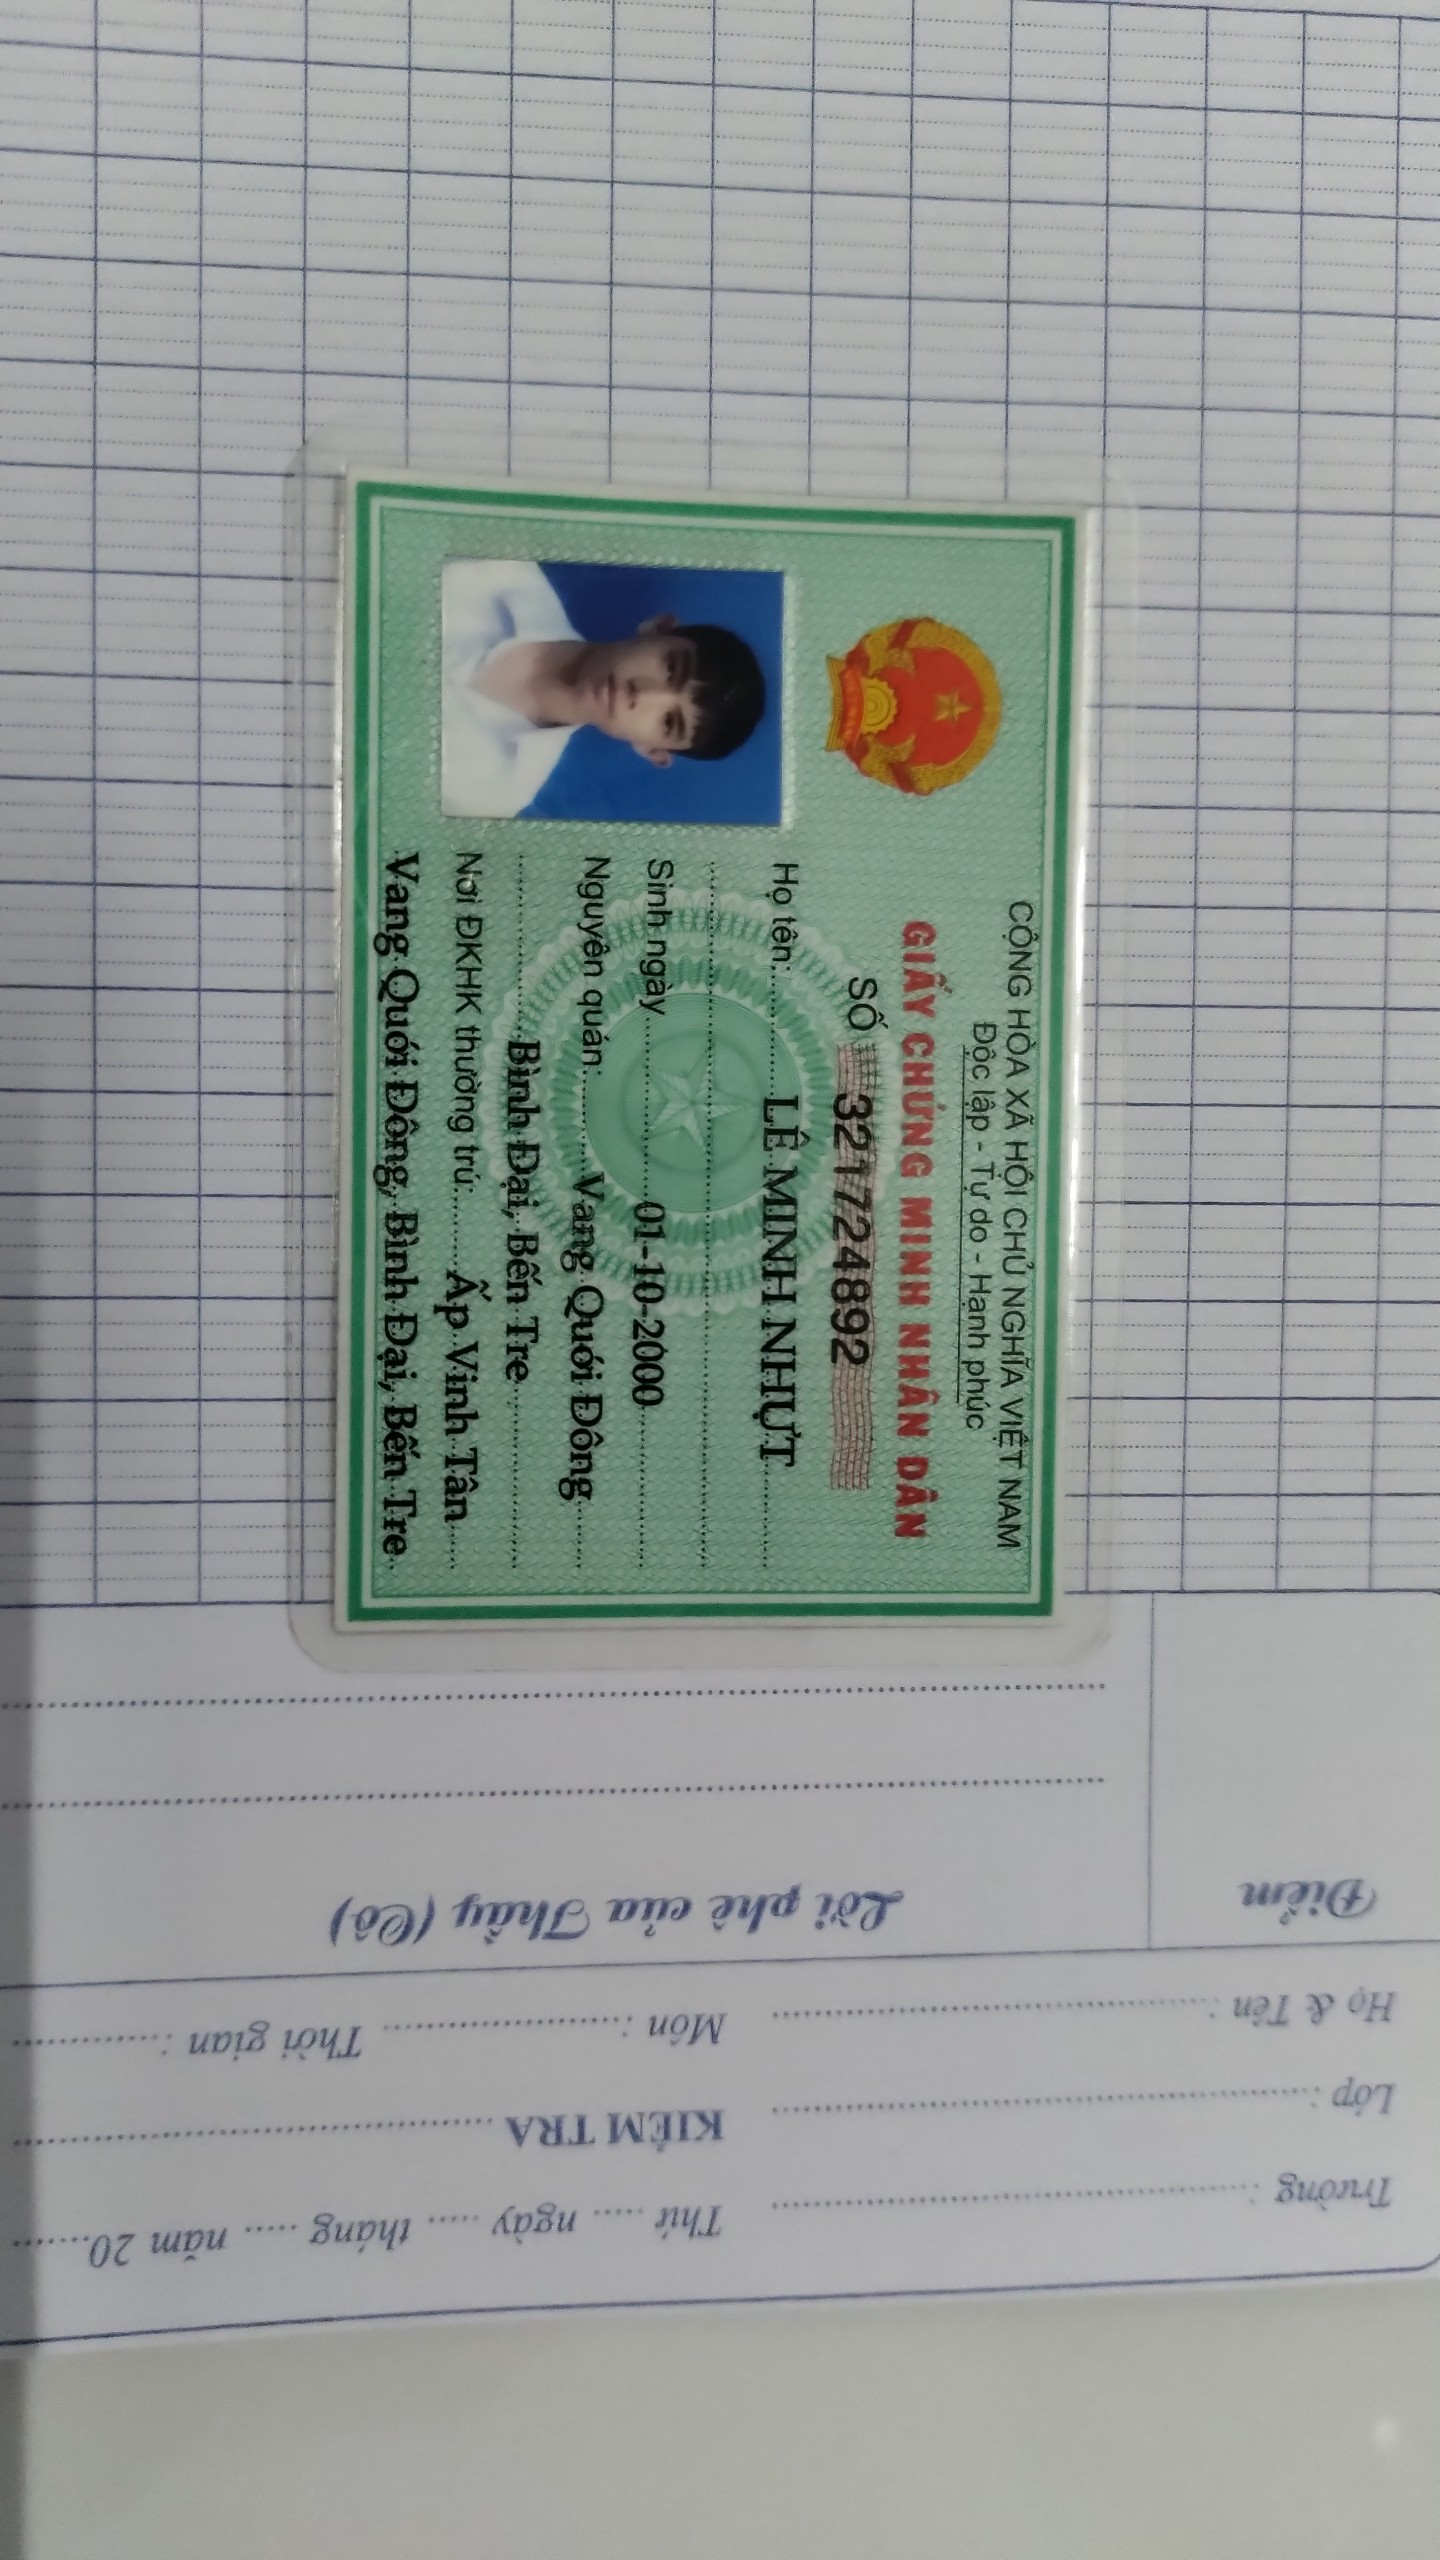 CỘNG HÒA XÃ HỘI CHỦ NGHĨA VIỆT NAM
Độc lập - Tự do - Hạnh phúc
GIẤY CHỨNG MINH NHÂN DÂN
SỐ 321724892
Họ tên: LÊ MINH NHỰT
Sinh ngày 01-10-2000
Nguyên quán: Vang Quới Đông
Bình Đại, Bến Tre
Nơi ĐKHK thường trú: Ấp Vinh Tân
Vang Quới Đông, Bình Đại, Bến Tre
Trường : Thứ ..... ngày ..... tháng ..... năm 20
Lớp : KIỂM TRA
Họ & Tên : Môn : Thời gian :
Điểm Lời phê của Thầy (Cô)